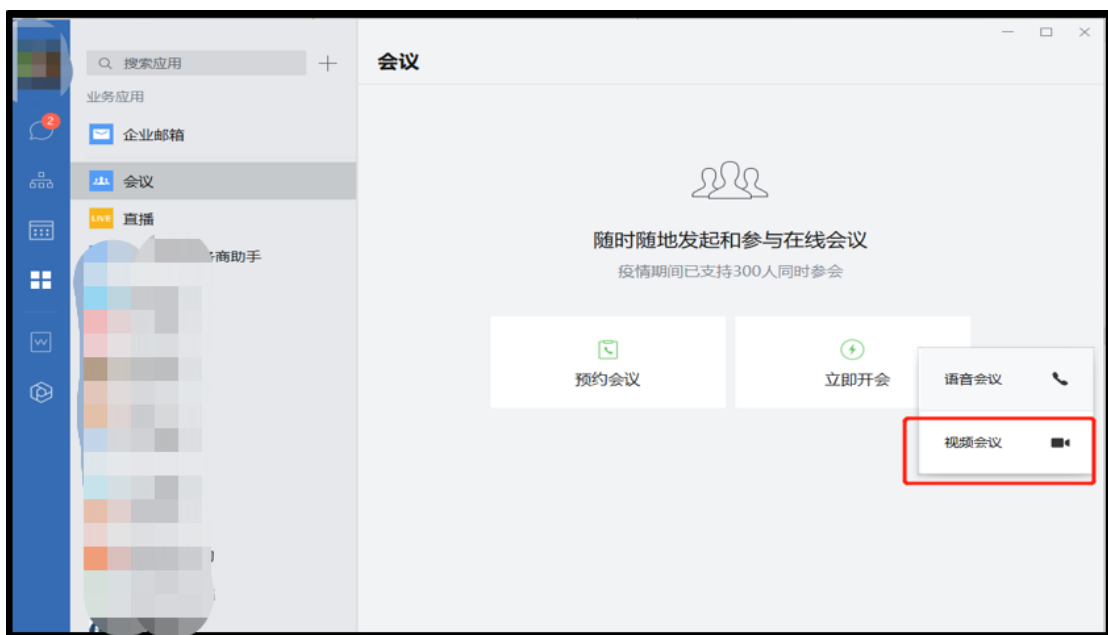 2
搜索应用
业务应用
企业邮箱
会议
LIVE 直播
商助手
会议
随时随地发起和参与在线会议
疫情期间已支持300人同时参会
预约会议
立即开会
语音会议
视频会议